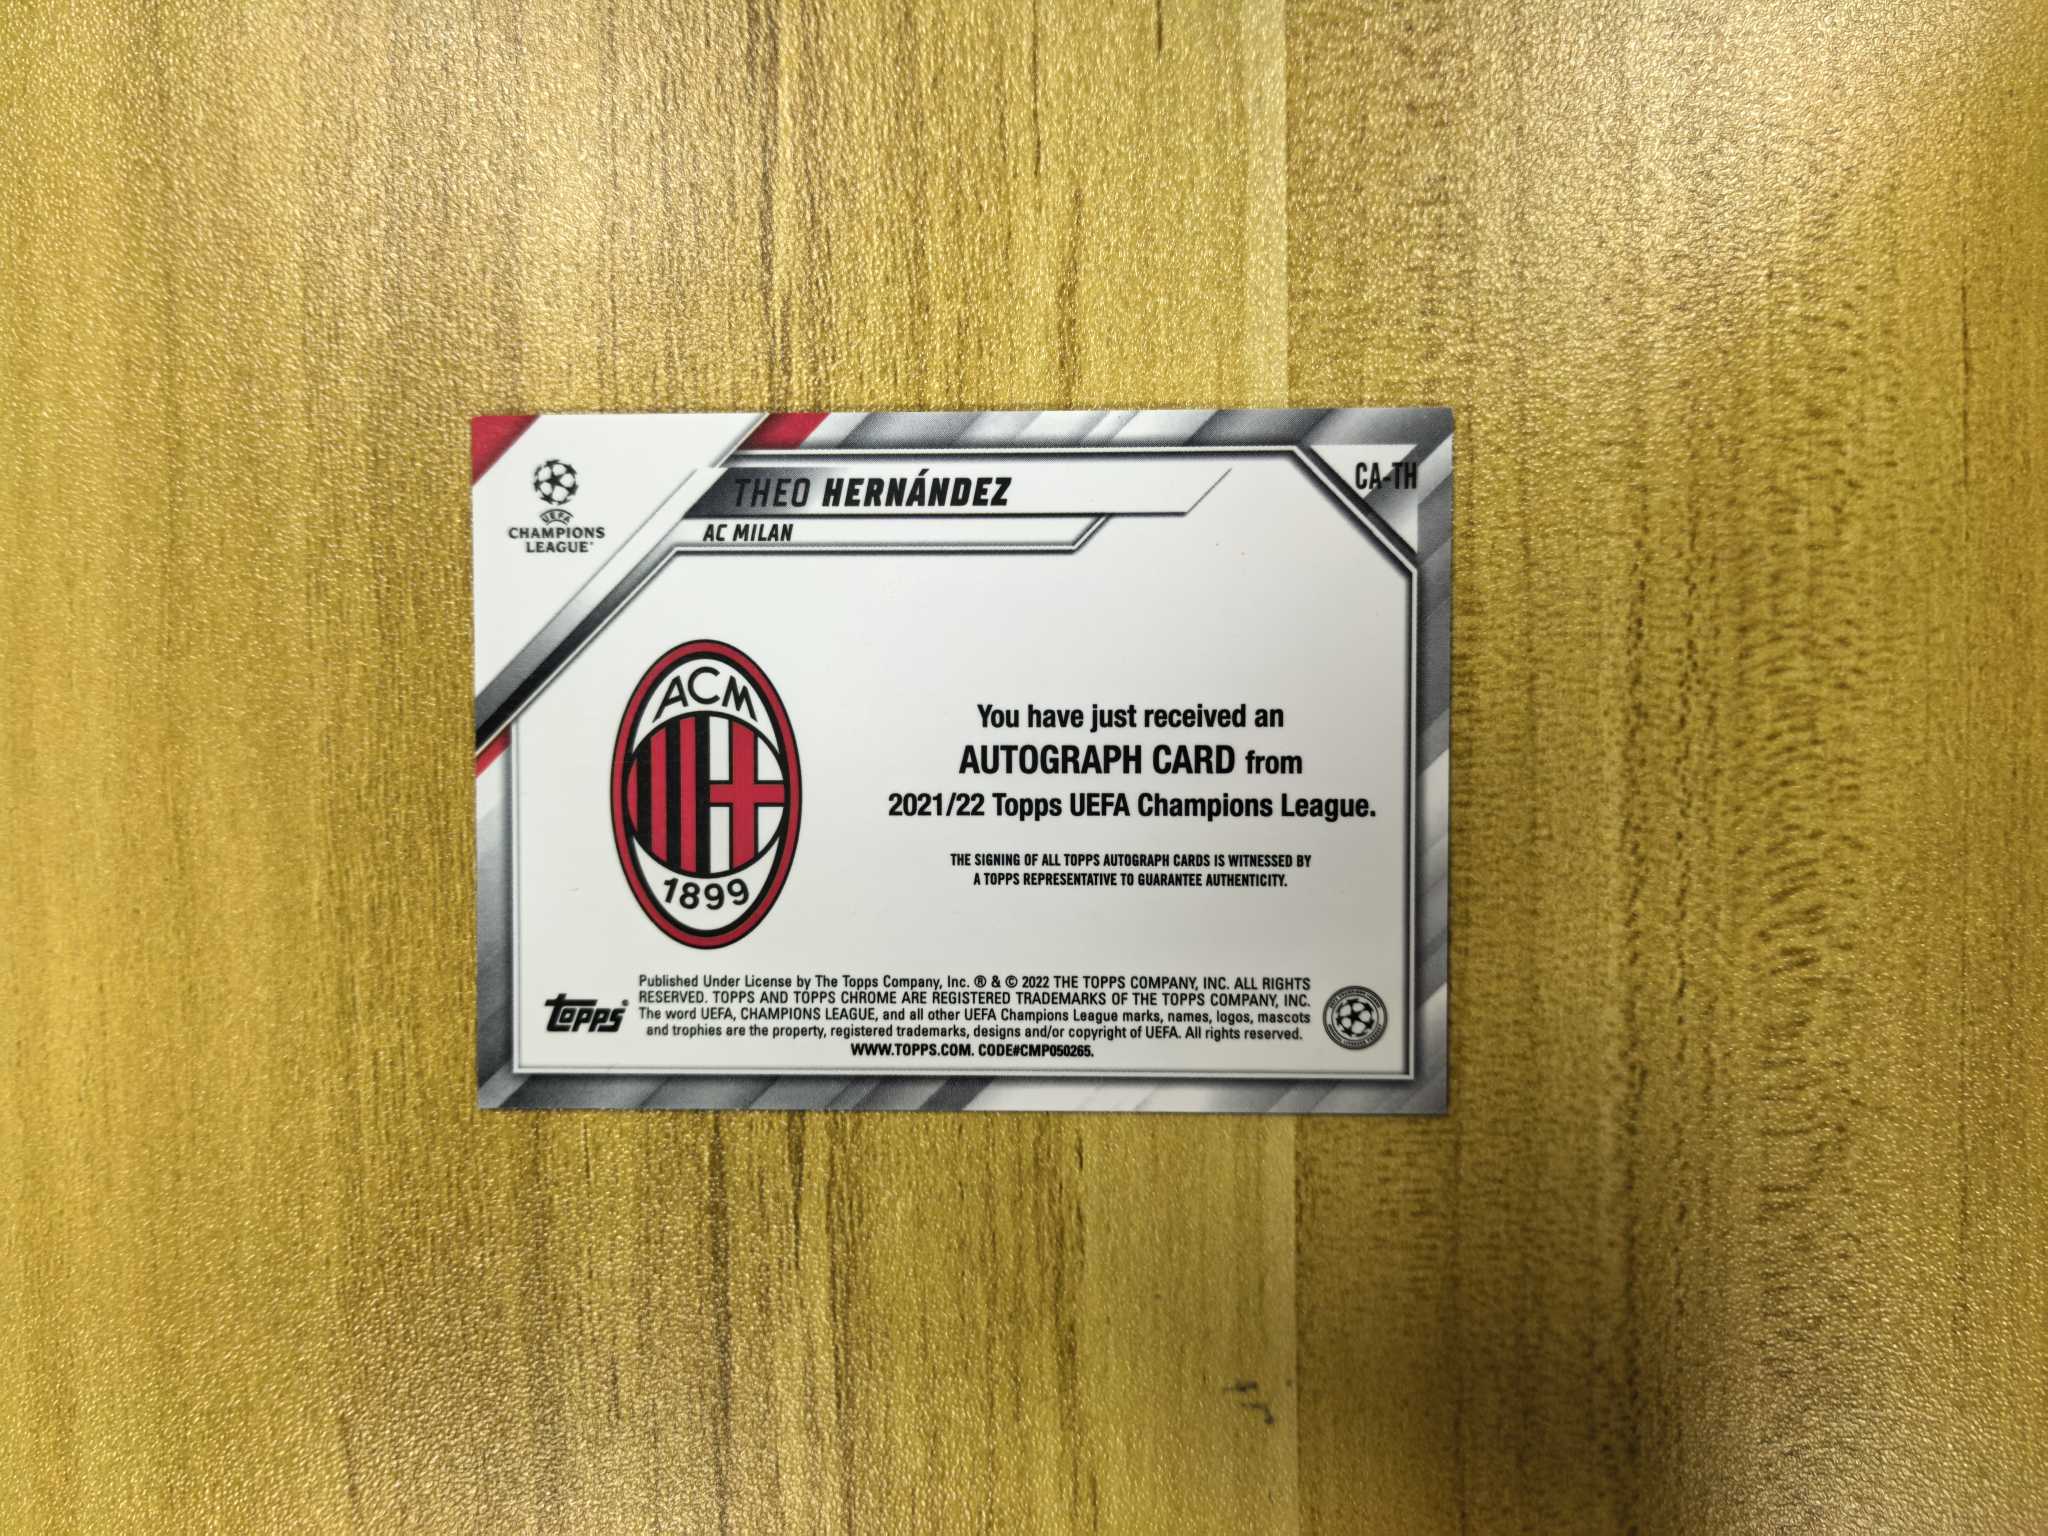 UEFA
CHAMPIONS
LEAGUE
THEO HERNÁNDEZ
AC MILAN
CA-TH
ACM
1899
You have just received an
AUTOGRAPH CARD from
2021/22 Topps UEFA Champions League.
THE SIGNING OF ALL TOPPS AUTOGRAPH CARDS IS WITNESSED BY
A TOPPS REPRESENTATIVE TO GUARANTEE AUTHENTICITY.
topps®
Published Under License by The Topps Company, Inc. ® & © 2022 THE TOPPS COMPANY, INC. ALL RIGHTS
RESERVED. TOPPS AND TOPPS CHROME ARE REGISTERED TRADEMARKS OF THE TOPPS COMPANY, INC.
The word UEFA, CHAMPIONS LEAGUE, and all other UEFA Champions League marks, names, logos, mascots
and trophies are the property, registered trademarks, designs and/or copyright of UEFA. All rights reserved.
WWW.TOPPS.COM. CODE#CMP050265.